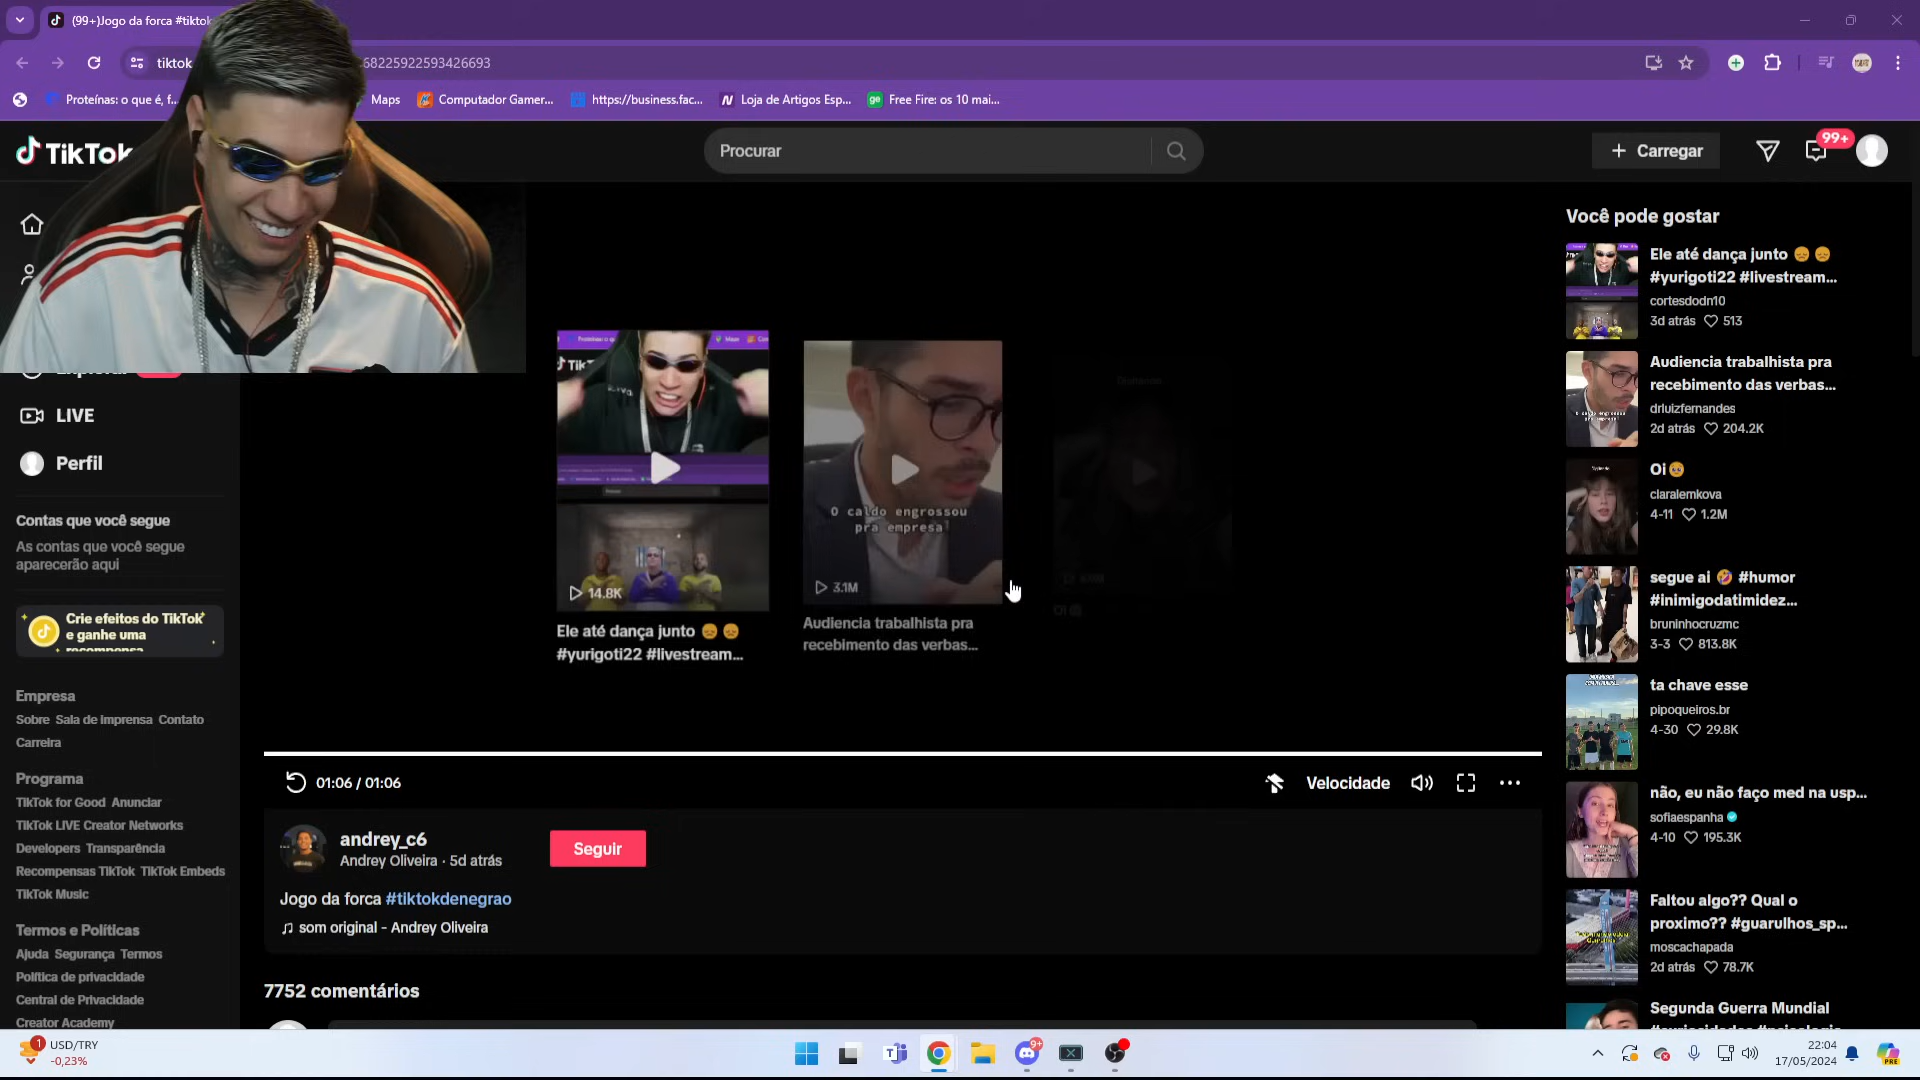 (99+)Jogo da forca #tiktok
tiktok
68225922593426693
Proteínas: o que é, f...
Maps
Computador Gamer...
https://business.fac...
Loja de Artigos Esp...
Free Fire: os 10 mai...
TikTok
Procurar
Carregar
99+
LIVE
Perfil
Contas que você segue
As contas que você segue
aparecerão aqui
Crie efeitos do TikTok
e ganhe uma
recompensa
Empresa
Sobre Sala de imprensa Contato
Carreira
Programa
TikTok for Good Anunciar
TikTok LIVE Creator Networks
Developers Transparência
Recompensas TikTok TikTok Embeds
TikTok Music
Termos e Políticas
Ajuda Segurança Termos
Política de privacidade
Central de Privacidade
Creator Academy
14.8K
Ele até dança junto 😞 😞
#yurigoti22 #livestream...
O caldo engrossou
pra empresa!
3.1M
Audiencia trabalhista pra
recebimento das verbas...
Oi
01:06 / 01:06
Velocidade
andrey_c6
Andrey Oliveira · 5d atrás
Seguir
Jogo da forca #tiktokdenegrao
♫ som original - Andrey Oliveira
7752 comentários
Você pode gostar
Ele até dança junto 😞 😞
#yurigoti22 #livestream...
cortesdodn10
3d atrás 513
Audiencia trabalhista pra
recebimento das verbas...
drluizfernandes
2d atrás 204.2K
Oi🥹
claralemkova
4-11 1.2M
segue ai 🤣 #humor
#inimigodatimidez...
bruninhocruzmc
3-3 813.8K
ta chave esse
pipoqueiros.br
4-30 29.8K
não, eu não faço med na usp...
sofiaespanha
4-10 195.3K
Faltou algo?? Qual o
proximo?? #guarulhos_sp...
moscachapada
2d atrás 78.7K
Segunda Guerra Mundial
1
USD/TRY
-0,23%
9+
22:04
17/05/2024
PRE